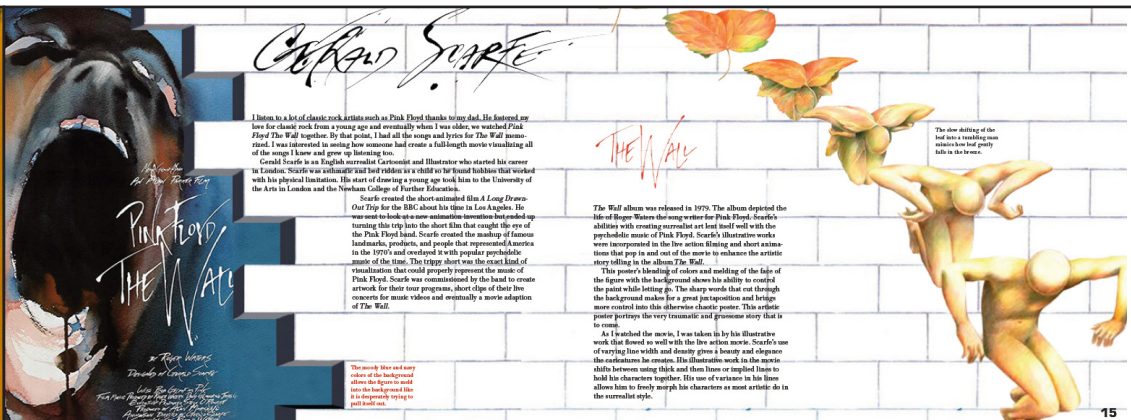 GERALD SCARFE
I listen to a lot of classic rock artists such as Pink Floyd thanks to my dad. He fostered my
love for classic rock from a young age and eventually when I was older, we watched Pink
Floyd The Wall together. By that point, I had all the songs and lyrics for The Wall memo-
rized. I was interested in seeing how someone had create a full-length movie visualizing all
of the songs I knew and grew up listening too.
Gerald Scarfe is an English surrealist Cartoonist and Illustrator who started his career
in London. Scarfe was asthmatic and bed ridden as a child so he found hobbies that worked
with his physical limitation. His start of drawing a young age took him to the University of
the Arts in London and the Newham College of Further Education.
Scarfe created the short-animated film A Long Drawn-
Out Trip for the BBC about his time in Los Angeles. He
was sent to look at a new animation invention but ended up
turning this trip into the short film that caught the eye of
the Pink Floyd band. Scarfe created the mashup of famous
landmarks, products, and people that represented America
in the 1970's and overlayed it with popular psychedelic
music of the time. The trippy short was the exact kind of
visualization that could properly represent the music of
Pink Floyd. Scarfe was commissioned by the band to create
artwork for their tour programs, short clips of their live
concerts for music videos and eventually a movie adaption
of The Wall.
The moody blue and navy
colors of the background
allows the figure to mold
into the background like
it is desperately trying to
pull itself out.
THE WALL
The Wall album was released in 1979. The album depicted the
life of Roger Waters the song writer for Pink Floyd. Scarfe's
abilities with creating surrealist art lent itself well with the
psychedelic music of Pink Floyd. Scarfe's illustrative works
were incorporated in the live action filming and short anima-
tions that pop in and out of the movie to enhance the artistic
story telling in the album The Wall.
This poster's blending of colors and melding of the face of
the figure with the background shows his ability to control
the paint while letting go. The sharp words that cut through
the background makes for a great juxtaposition and brings
more control into this otherwise chaotic poster. This artistic
poster portrays the very traumatic and gruesome story that is
to come.
As I watched the movie, I was taken in by his illustrative
work that flowed so well with the live action movie. Scarfe's use
of varying line width and density gives a beauty and elegance
the caricatures he creates. His illustrative work in the movie
shifts between using thick and then lines or implied lines to
hold his characters together. His use of variance in his lines
allows him to freely morph his characters as most artistic do in
the surrealist style.
The slow shifting of the
leaf into a tumbling man
mimics how leaf gently
falls in the breeze.
AN ALAN PARKER FILM
PINK FLOYD
THE WALL
BY ROGER WATERS
DESIGNED BY GERALD SCARFE
15